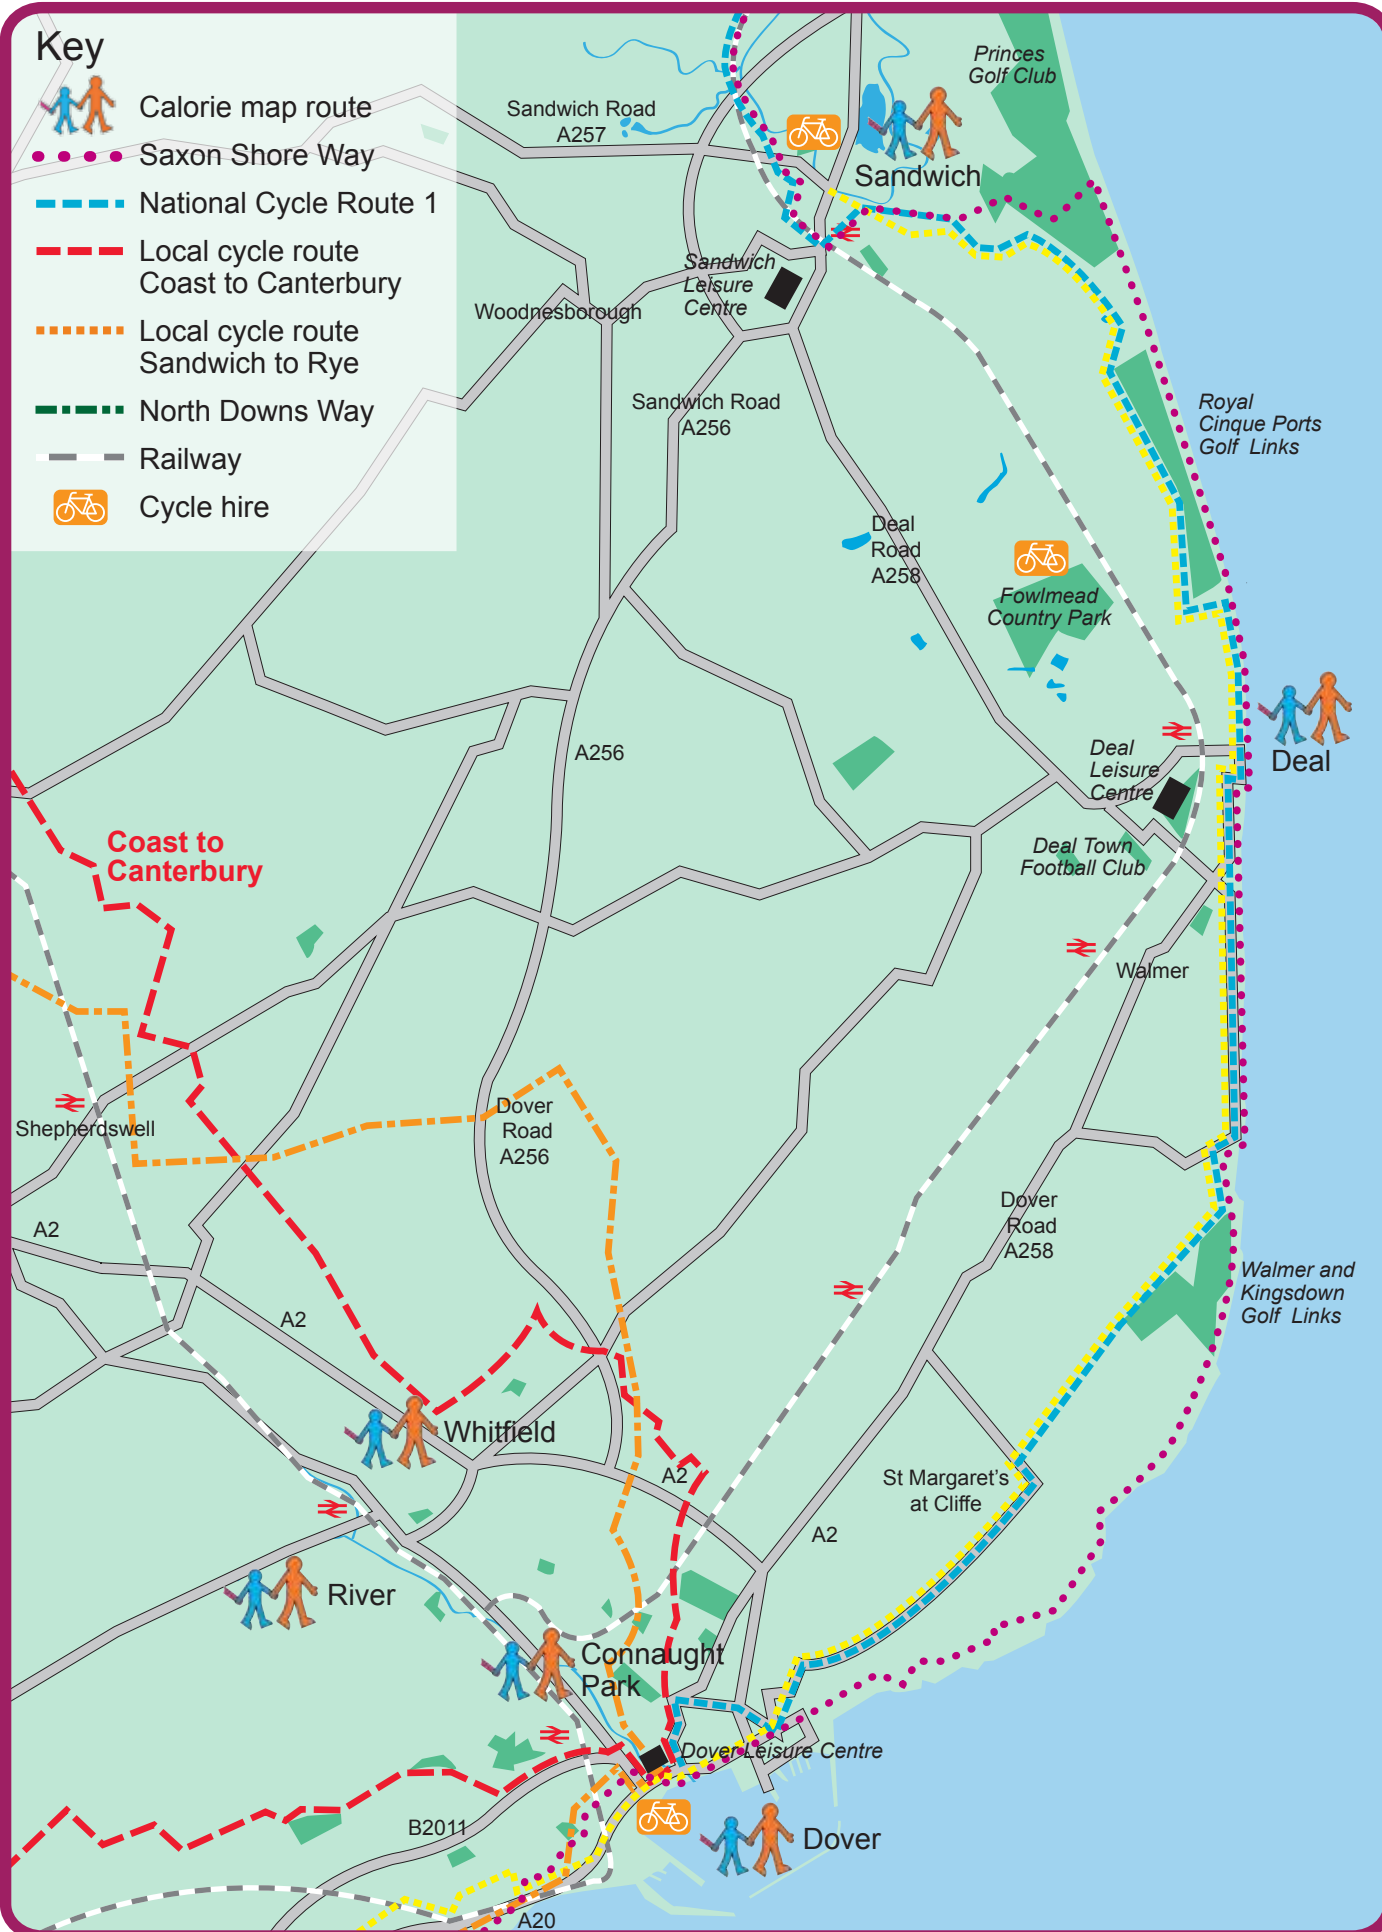 Key
Calorie map route
Saxon Shore Way
National Cycle Route 1
Local cycle route
Coast to Canterbury
Local cycle route
Sandwich to Rye
North Downs Way
Railway
Cycle hire
Princes
Golf Club
Sandwich Road
A257
Sandwich
Sandwich
Leisure
Centre
Woodnesborough
Sandwich Road
A256
Royal
Cinque Ports
Golf Links
Deal
Road
A258
Fowlmead
Country Park
A256
Deal
Leisure
Centre
Deal
Coast to
Canterbury
Deal Town
Football Club
Walmer
Shepherdswell
Dover
Road
A256
A2
Dover
Road
A258
Walmer and
Kingsdown
Golf Links
A2
Whitfield
A2
St Margaret's
at Cliffe
A2
River
Connaught
Park
Dover Leisure Centre
B2011
Dover
A20